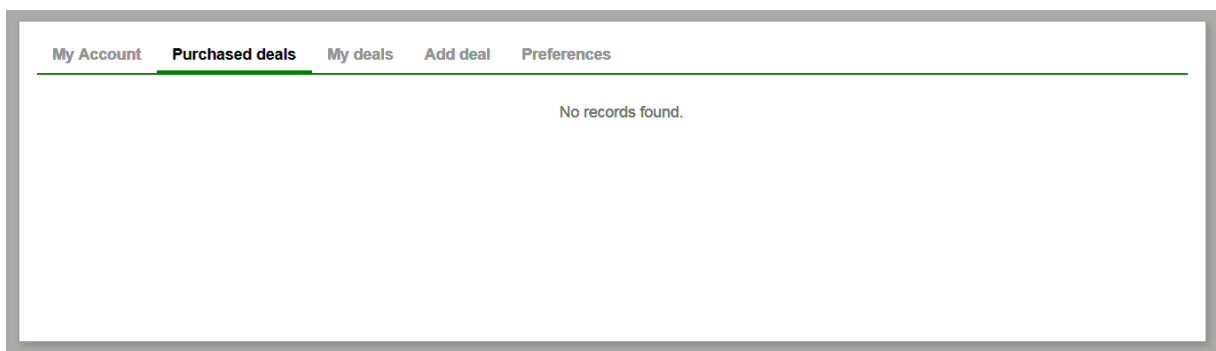 My Account Purchased deals My deals Add deal Preferences
No records found.